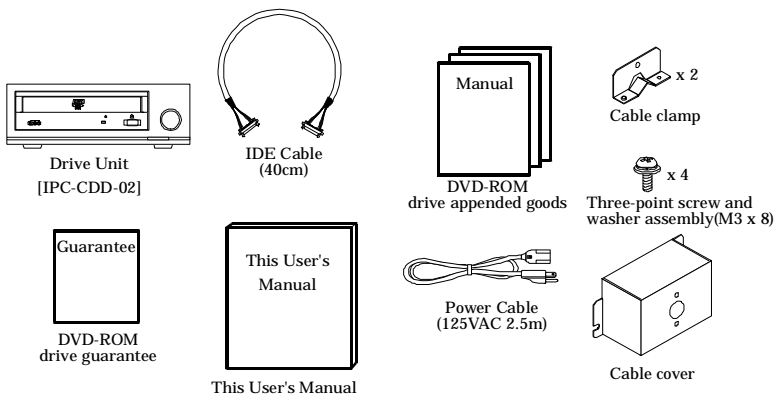 Drive Unit
[IPC-CDD-02]
IDE Cable
(40cm)
Manual
DVD-ROM
drive appended goods
x 2
Cable clamp
x 4
Three-point screw and
washer assembly(M3 x 8)
Guarantee
DVD-ROM
drive guarantee
This User's
Manual
This User's Manual
Power Cable
(125VAC 2.5m)
Cable cover